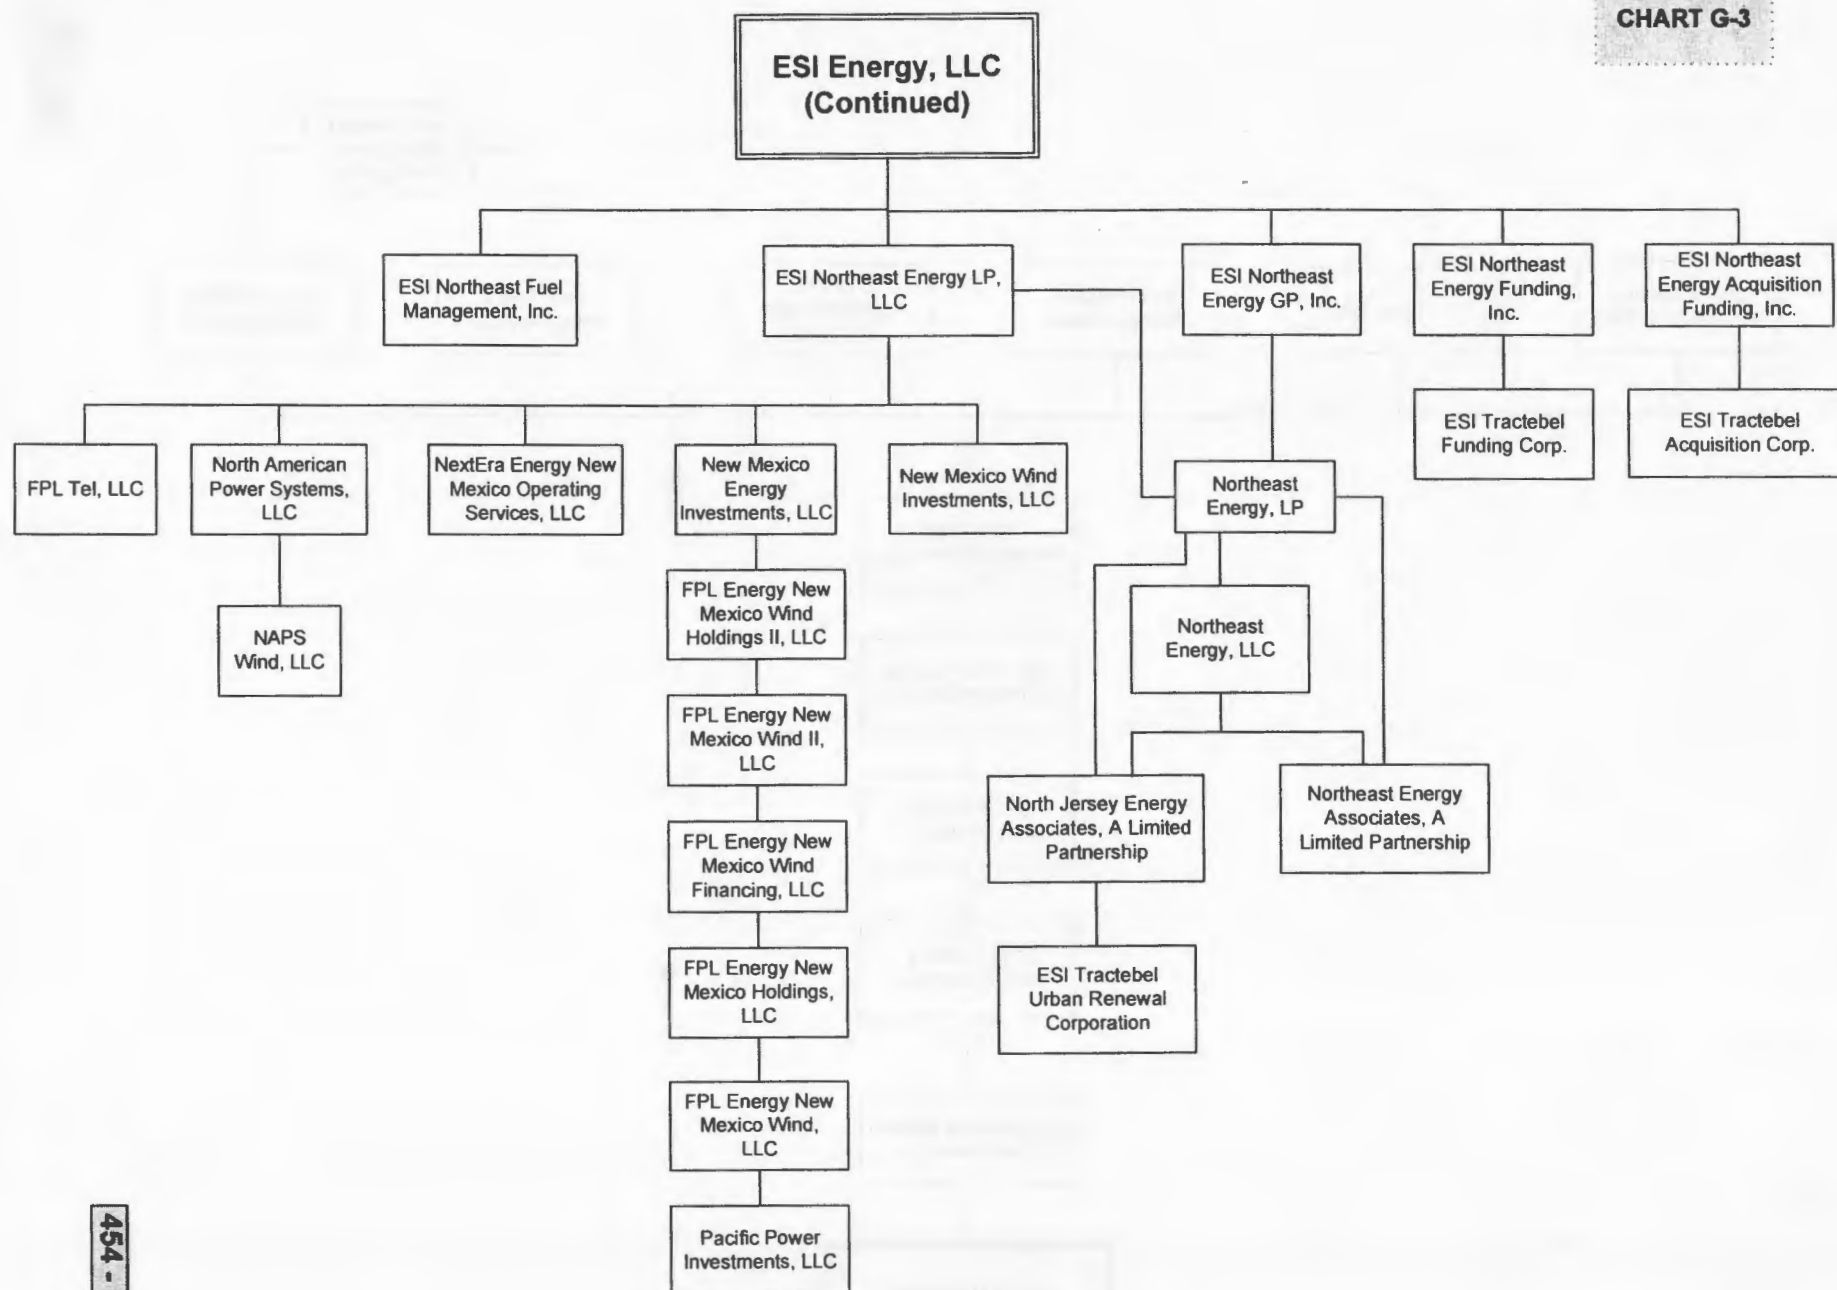 CHART G-3
ESI Energy, LLC
(Continued)
ESI Northeast Fuel
Management, Inc.
ESI Northeast Energy LP,
LLC
ESI Northeast
Energy GP, Inc.
ESI Northeast
Energy Funding,
Inc.
ESI Northeast
Energy Acquisition
Funding, Inc.
ESI Tractebel
Funding Corp.
ESI Tractebel
Acquisition Corp.
FPL Tel, LLC
North American
Power Systems,
LLC
NextEra Energy New
Mexico Operating
Services, LLC
New Mexico
Energy
Investments, LLC
New Mexico Wind
Investments, LLC
Northeast
Energy, LP
NAPS
Wind, LLC
FPL Energy New
Mexico Wind
Holdings II, LLC
Northeast
Energy, LLC
FPL Energy New
Mexico Wind II,
LLC
North Jersey Energy
Associates, A Limited
Partnership
Northeast Energy
Associates, A
Limited Partnership
FPL Energy New
Mexico Wind
Financing, LLC
FPL Energy New
Mexico Holdings,
LLC
ESI Tractebel
Urban Renewal
Corporation
FPL Energy New
Mexico Wind,
LLC
Pacific Power
Investments, LLC
454 -